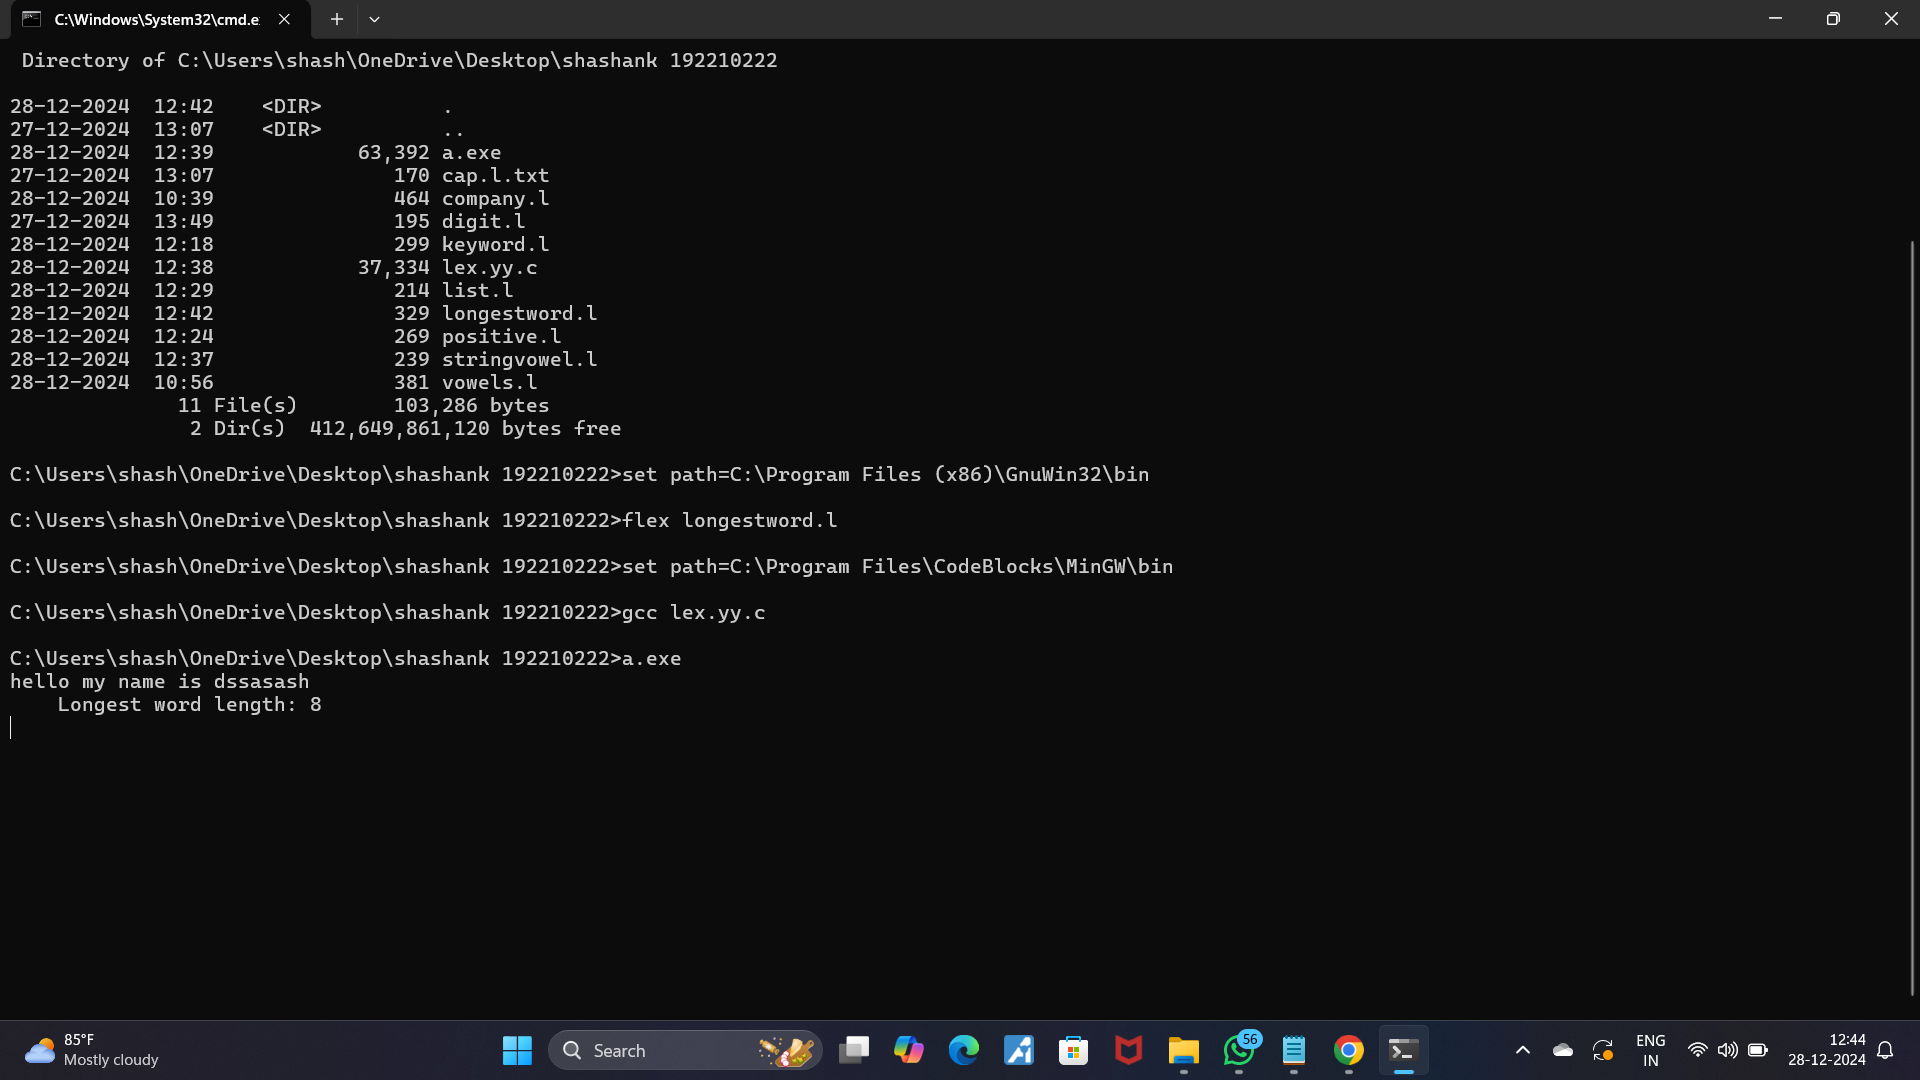 C:\Windows\System32\cmd.e
Directory of C:\Users\shash\OneDrive\Desktop\shashank 192210222
28-12-2024  12:42    <DIR>          .
27-12-2024  13:07    <DIR>          ..
28-12-2024  12:39            63,392 a.exe
27-12-2024  13:07               170 cap.l.txt
28-12-2024  10:39               464 company.l
27-12-2024  13:49               195 digit.l
28-12-2024  12:18               299 keyword.l
28-12-2024  12:38            37,334 lex.yy.c
28-12-2024  12:29               214 list.l
28-12-2024  12:42               329 longestword.l
28-12-2024  12:24               269 positive.l
28-12-2024  12:37               239 stringvowel.l
28-12-2024  10:56               381 vowels.l
11 File(s)        103,286 bytes
2 Dir(s)  412,649,861,120 bytes free
C:\Users\shash\OneDrive\Desktop\shashank 192210222>set path=C:\Program Files (x86)\GnuWin32\bin
C:\Users\shash\OneDrive\Desktop\shashank 192210222>flex longestword.l
C:\Users\shash\OneDrive\Desktop\shashank 192210222>set path=C:\Program Files\CodeBlocks\MinGW\bin
C:\Users\shash\OneDrive\Desktop\shashank 192210222>gcc lex.yy.c
C:\Users\shash\OneDrive\Desktop\shashank 192210222>a.exe
hello my name is dssasash
Longest word length: 8
85°F
Mostly cloudy
Search
56
ENG
IN
12:44
28-12-2024